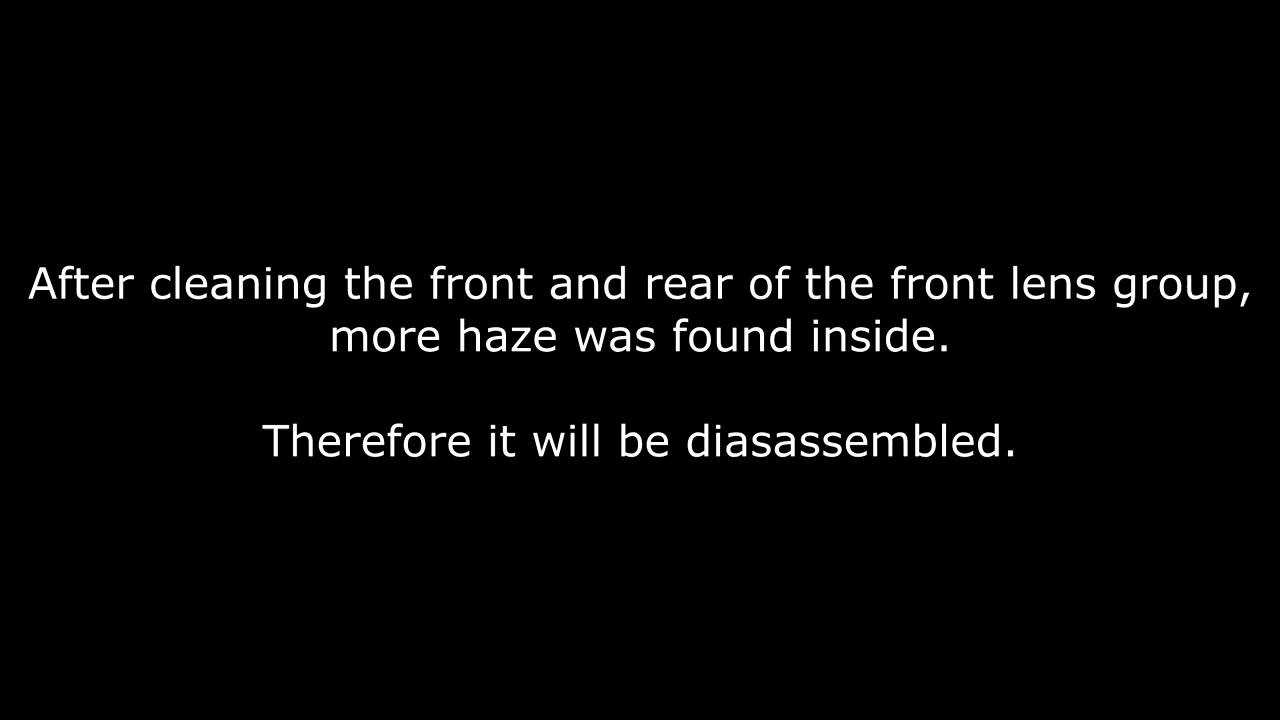 After cleaning the front and rear of the front lens group,
more haze was found inside.
Therefore it will be diasassembled.